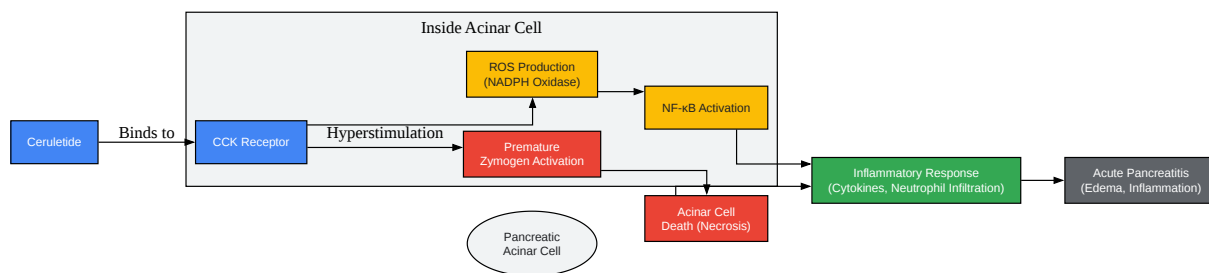 Inside Acinar Cell
ROS Production
(NADPH Oxidase)
NF-κB Activation
Ceruletide
Binds to
CCK Receptor
Hyperstimulation
Premature
Zymogen Activation
Inflammatory Response
(Cytokines, Neutrophil Infiltration)
Acute Pancreatitis
(Edema, Inflammation)
Acinar Cell
Death (Necrosis)
Pancreatic
Acinar Cell